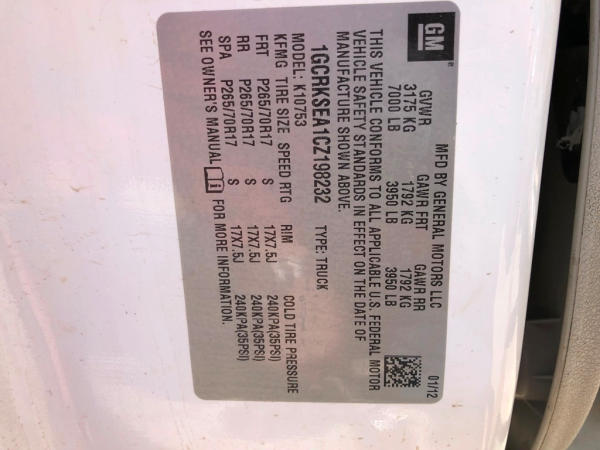 GM
MFD BY GENERAL MOTORS LLC
01/12
GVWR GAWR FRT GAWR RR
3175 KG 1792 KG 1792 KG
7000 LB 3950 LB 3950 LB
THIS VEHICLE CONFORMS TO ALL APPLICABLE U.S. FEDERAL MOTOR
VEHICLE SAFETY STANDARDS IN EFFECT ON THE DATE OF
MANUFACTURE SHOWN ABOVE.
1GCRKSEA1CZ198232 TYPE: TRUCK
MODEL: K10753
KFMG TIRE SIZE SPEED RTG RIM COLD TIRE PRESSURE
FRT P265/70R17 S 17X7.5J 240KPA(35PSI)
RR P265/70R17 S 17X7.5J 240KPA(35PSI)
SPA P265/70R17 S 17X7.5J 240KPA(35PSI)
SEE OWNER'S MANUAL FOR MORE INFORMATION.